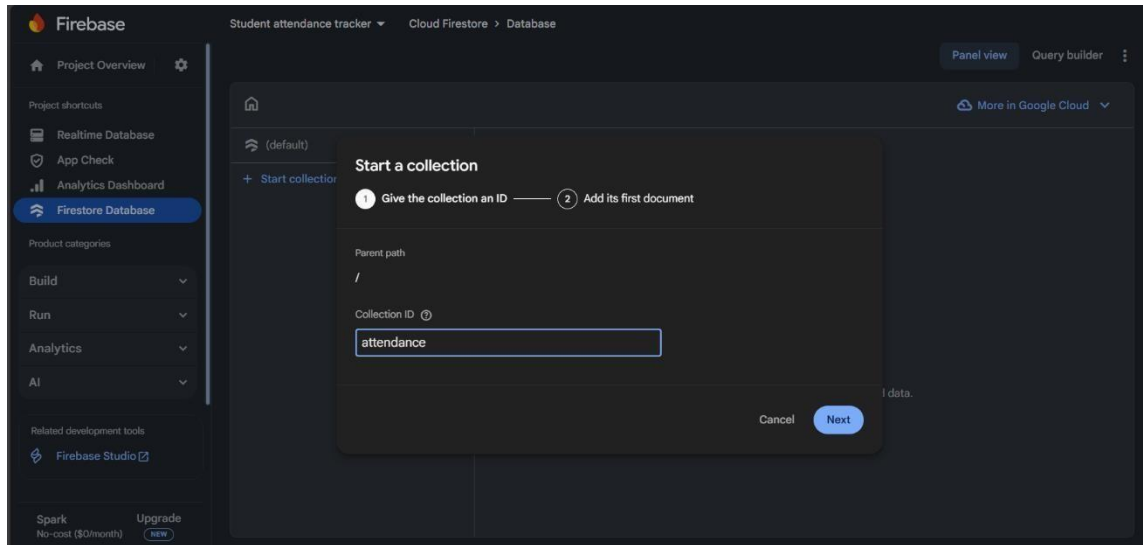 Firebase
Student attendance tracker
Cloud Firestore > Database
Project Overview
Panel view
Query builder
Project shortcuts
More in Google Cloud
Realtime Database
(default)
App Check
Start a collection
Analytics Dashboard
+ Start collection
1 Give the collection an ID
2 Add its first document
Firestore Database
Product categories
Parent path
/
Build
Run
Collection ID
attendance
Analytics
AI
l data.
Cancel
Next
Related development tools
Firebase Studio
Spark
Upgrade
No-cost ($0/month)
NEW